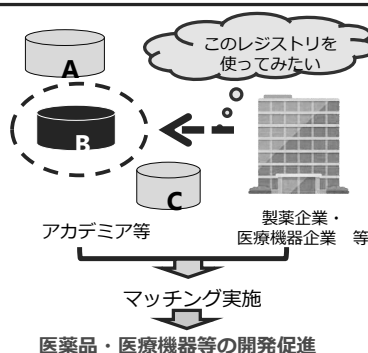 このレジストリを
使ってみたい
A
B
C
アカデミア等
製薬企業・
医療機器企業 等
マッチング実施
医薬品・医療機器等の開発促進